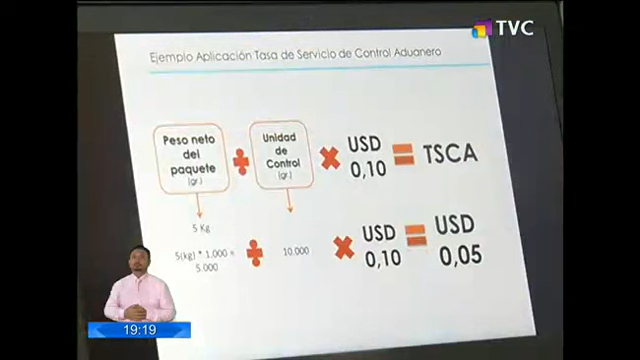 TVC
Ejemplo Aplicación Tasa de Servicio de Control Aduanero
Peso neto
del
paquete
(gr.)
Unidad
de
Control
(gr.)
USD
0,10
TSCA
5 Kg
5(kg) * 1.000 =
5.000
10.000
USD
0,10
USD
0,05
19:19